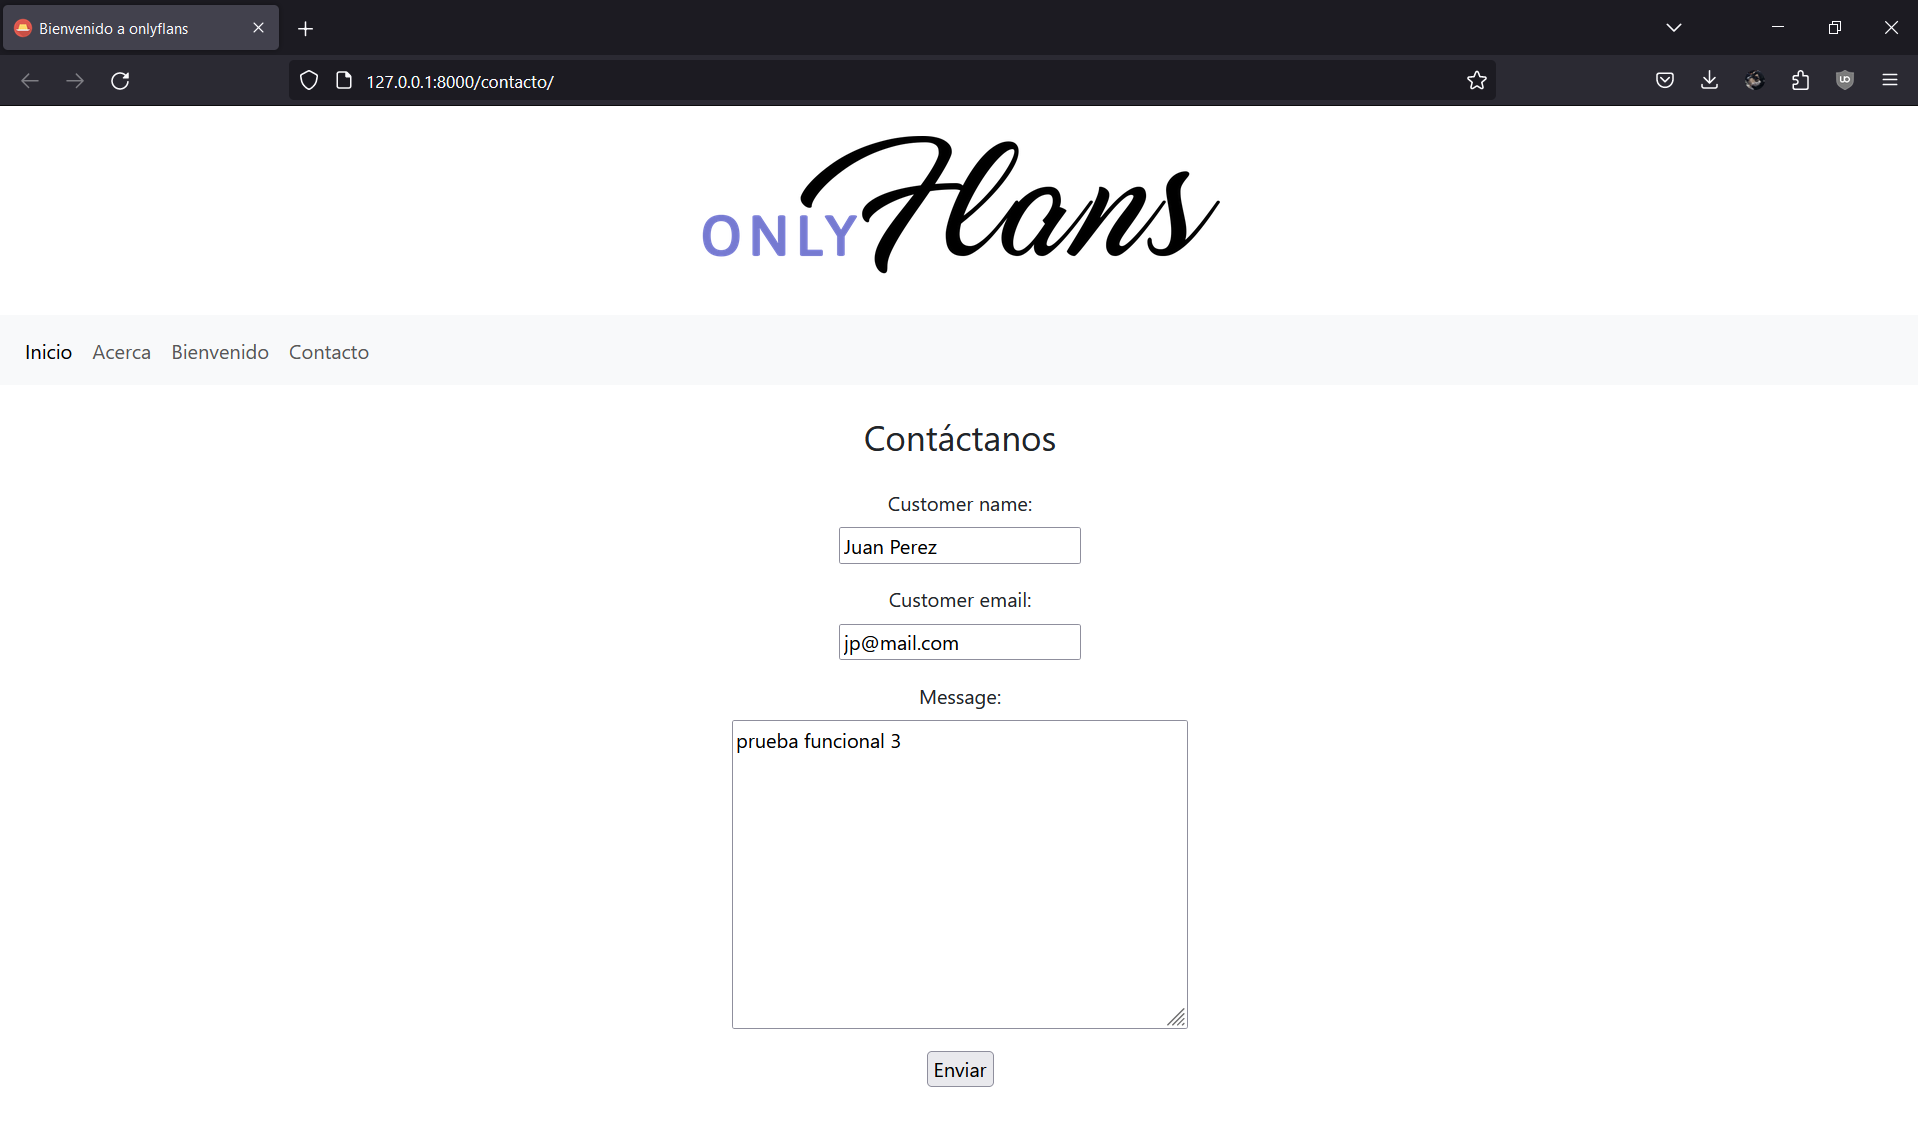 Bienvenido a onlyflans
127.0.0.1:8000/contacto/
ONLY Flans
Inicio Acerca Bienvenido Contacto
Contáctanos
Customer name:
Juan Perez
Customer email:
jp@mail.com
Message:
prueba funcional 3
Enviar